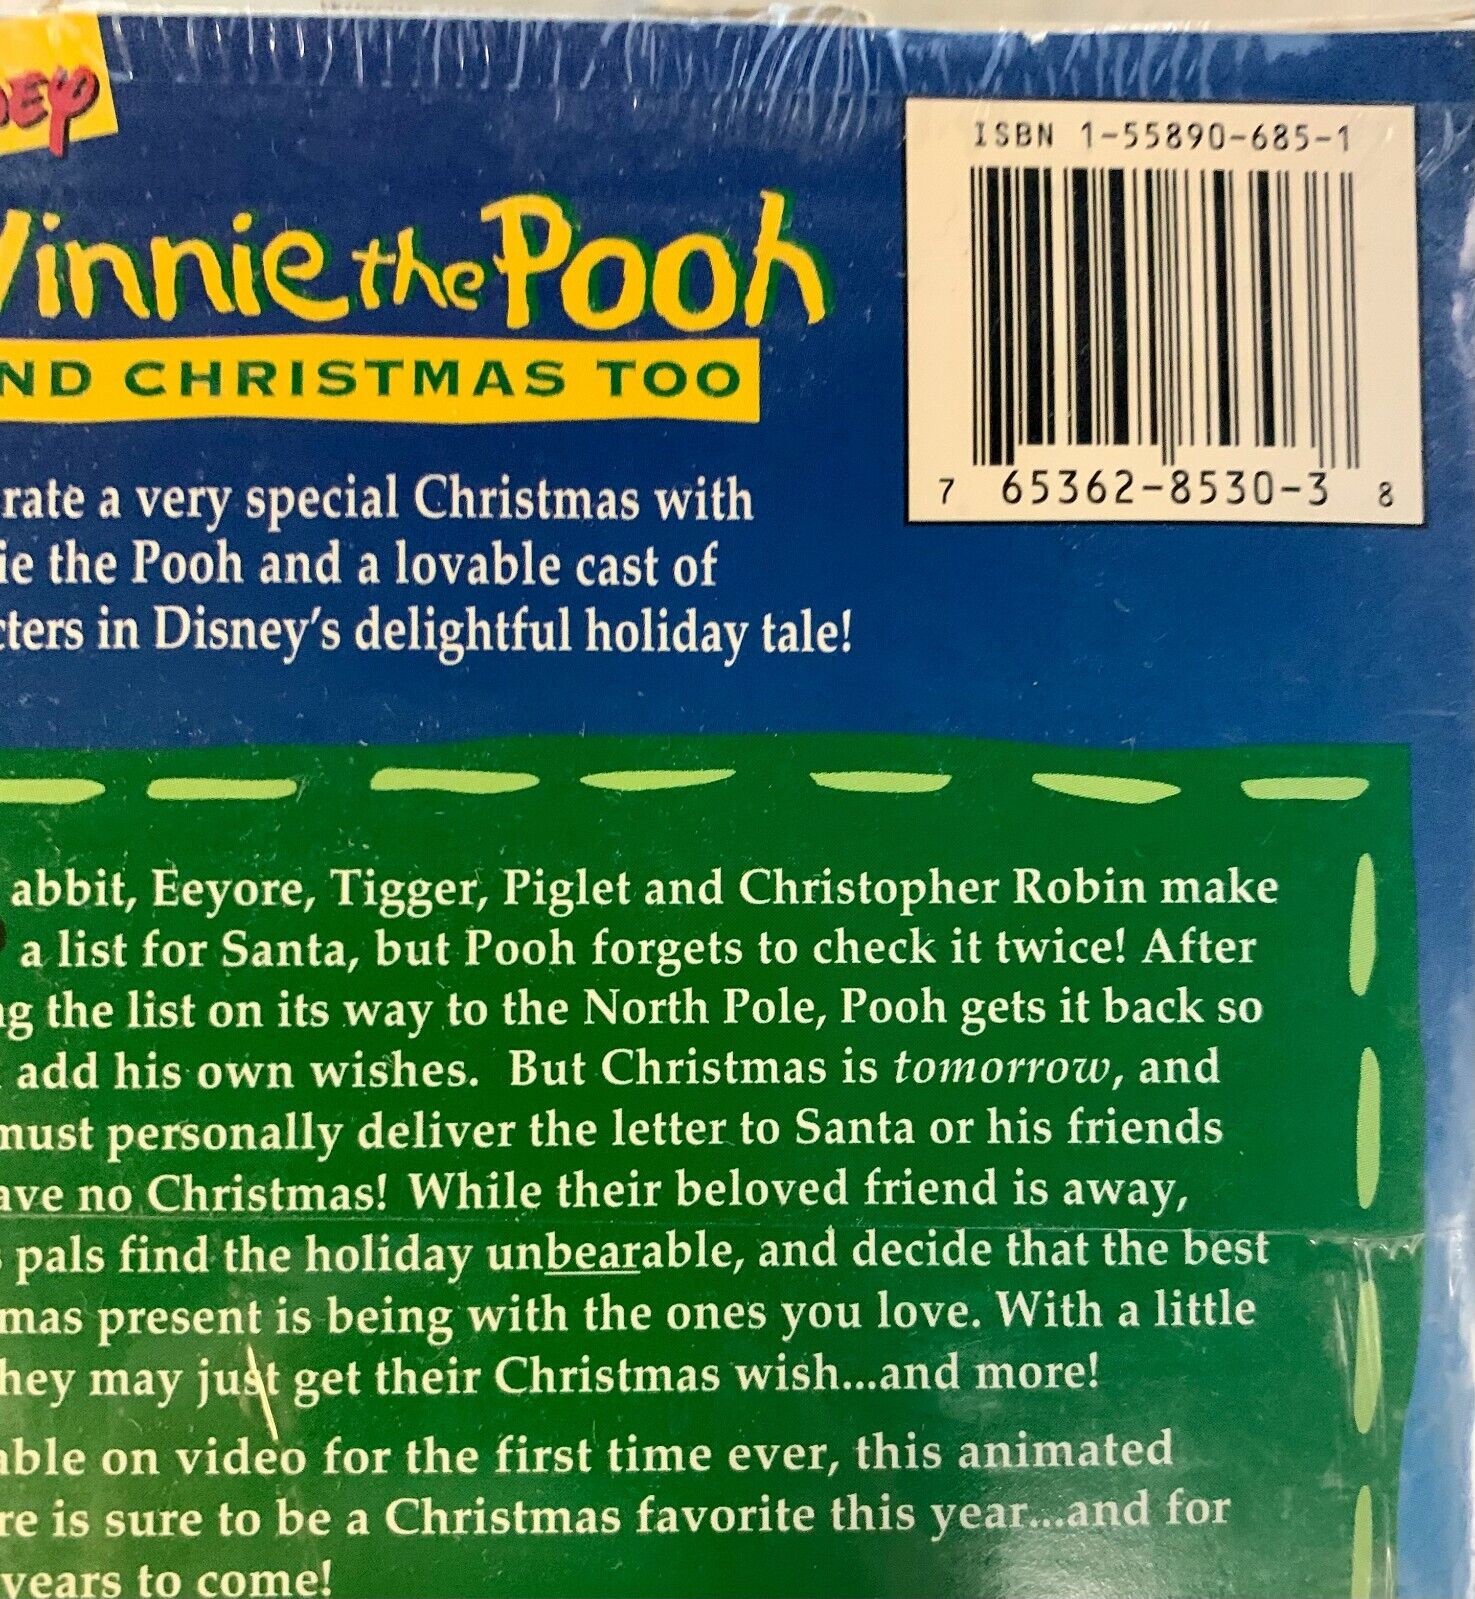 ISBN 1-55890-685-1
7 65362-8530-3 8
Winnie the Pooh
CHRISTMAS TOO
a very special Christmas with
the Pooh and a lovable cast of
in Disney's delightful holiday tale!
abbit, Eeyore, Tigger, Piglet and Christopher Robin make
a list for Santa, but Pooh forgets to check it twice! After
the list on its way to the North Pole, Pooh gets it back so
add his own wishes. But Christmas is tomorrow, and
must personally deliver the letter to Santa or his friends
no Christmas! While their beloved friend is away,
pals find the holiday unbearable, and decide that the best
mas present is being with the ones you love. With a little
hey may just get their Christmas wish...and more!
able on video for the first time ever, this animated
re is sure to be a Christmas favorite this year...and for
years to come!